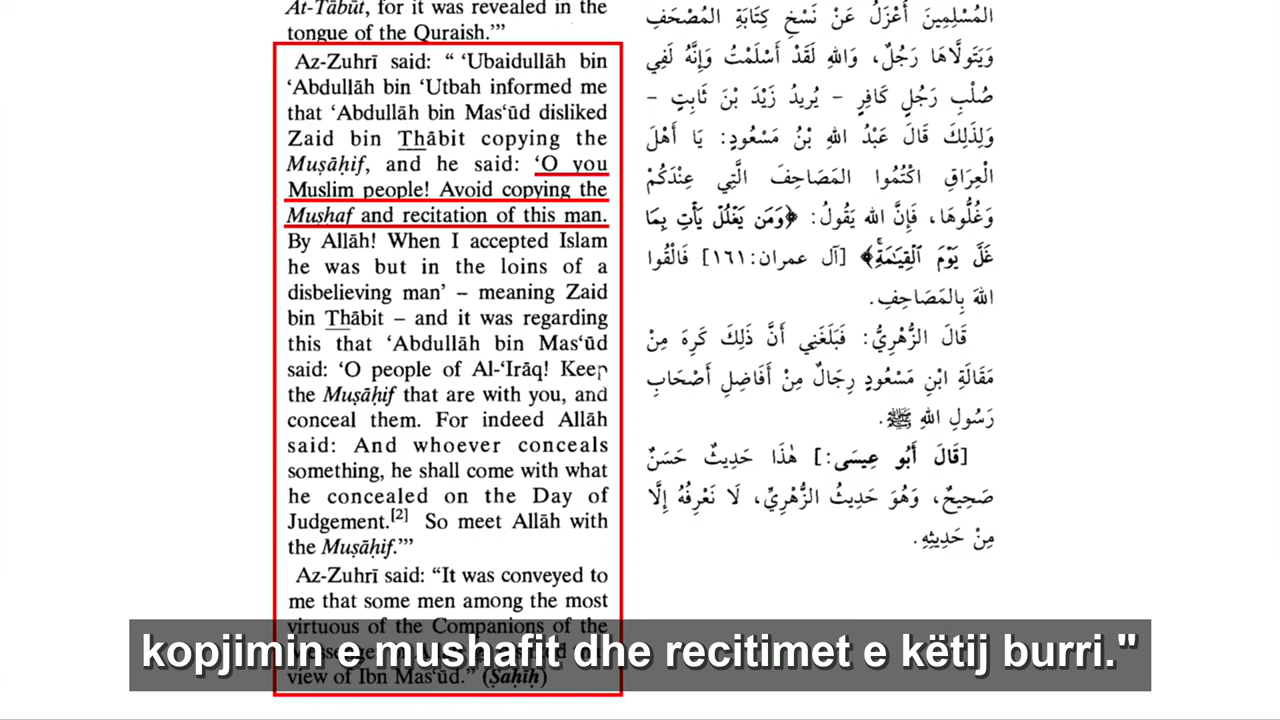 At-Tābūt, for it was revealed in the
tongue of the Quraish.'”
Az-Zuhrī said: “ ‘Ubaidullāh bin
‘Abdullāh bin ‘Utbah informed me
that ‘Abdullāh bin Mas‘ūd disliked
Zaid bin Thābit copying the
Muṣāḥif, and he said: ‘O you
Muslim people! Avoid copying the
Mushaf and recitation of this man.
By Allāh! When I accepted Islam
he was but in the loins of a
disbelieving man’ – meaning Zaid
bin Thābit – and it was regarding
this that ‘Abdullāh bin Mas‘ūd
said: ‘O people of Al-‘Irāq! Keep
the Muṣāḥif that are with you, and
conceal them. For indeed Allāh
said: And whoever conceals
something, he shall come with what
he concealed on the Day of
Judgement.[2] So meet Allāh with
the Muṣāḥif.’”
Az-Zuhrī said: “It was conveyed to
me that some men among the most
virtuous of the Companions of the
view of Ibn Mas‘ūd.” (Ṣaḥīḥ)
المُسْلِمِينَ أَعْزَلُ عَنْ نَسْخِ كِتَابَةِ المُصْحَفِ
وَيَتَولَّاهَا رَجُلٌ، وَاللهِ لَقَدْ أَسْلَمْتُ وَإِنَّهُ لَفِي
صُلْبِ رَجُلٍ كَافِرٍ – يُرِيدُ زَيْدَ بْنَ ثَابِتٍ –
وَلِذَلِكَ قَالَ عَبْدُ اللهِ بْنُ مَسْعُودٍ: يَا أَهْلَ
الْعِرَاقِ اكْتُمُوا المَصَاحِفَ الَّتِي عِنْدَكُمْ
وَغُلُّوهَا، فَإِنَّ اللهَ يَقُولُ: ﴿وَمَن يَغْلُلْ يَأْتِ بِمَا
غَلَّ يَوْمَ الْقِيَـٰمَةِۚ﴾ [آل عمران:١٦١] فَالْقُوا
اللهَ بِالمَصَاحِفِ.
قَالَ الزُّهْرِيُّ: فَبَلَغَنِي أَنَّ ذَلِكَ كَرِهَ مِنْ
مَقَالَةِ ابْنِ مَسْعُودٍ رِجَالٌ مِنْ أَفَاضِلِ أَصْحَابِ
رَسُولِ اللهِ ﷺ.
[قَالَ أَبُو عِيسَى:] هٰذَا حَدِيثٌ حَسَنٌ
صَحِيحٌ، وَهُوَ حَدِيثُ الزُّهْرِيِّ، لَا نَعْرِفُهُ إِلَّا
مِنْ حَدِيثِهِ.
kopjimin e mushafit dhe recitimet e këtij burri."